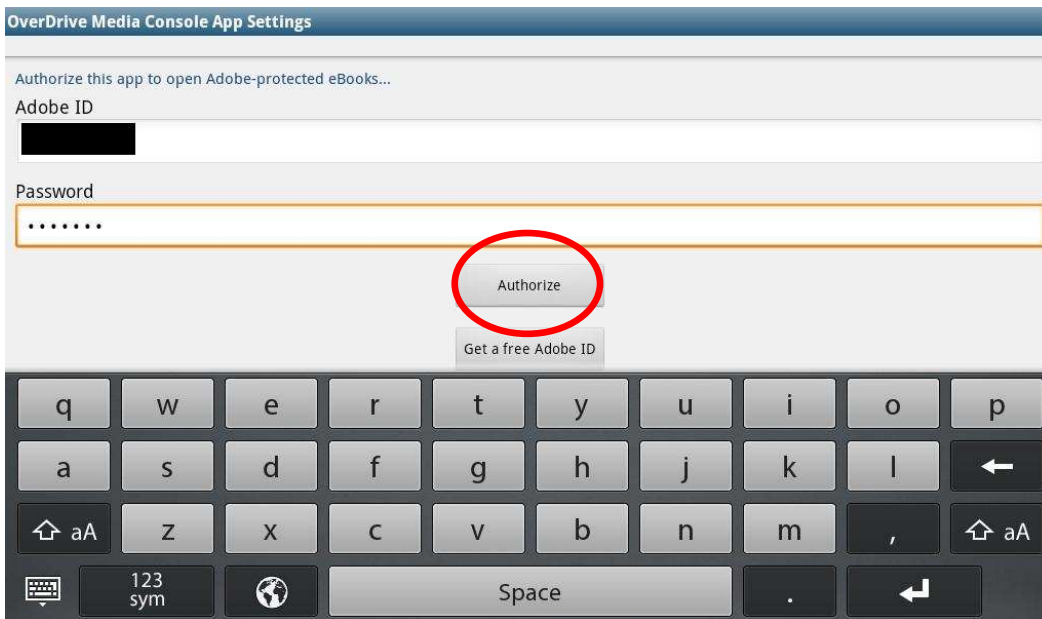 OverDrive Media Console App Settings
Authorize this app to open Adobe-protected eBooks...
Adobe ID
Password
•••••••
Authorize
Get a free Adobe ID
q w e r t y u i o p
a s d f g h j k l
aA z x c v b n m , aA
123
sym
Space .